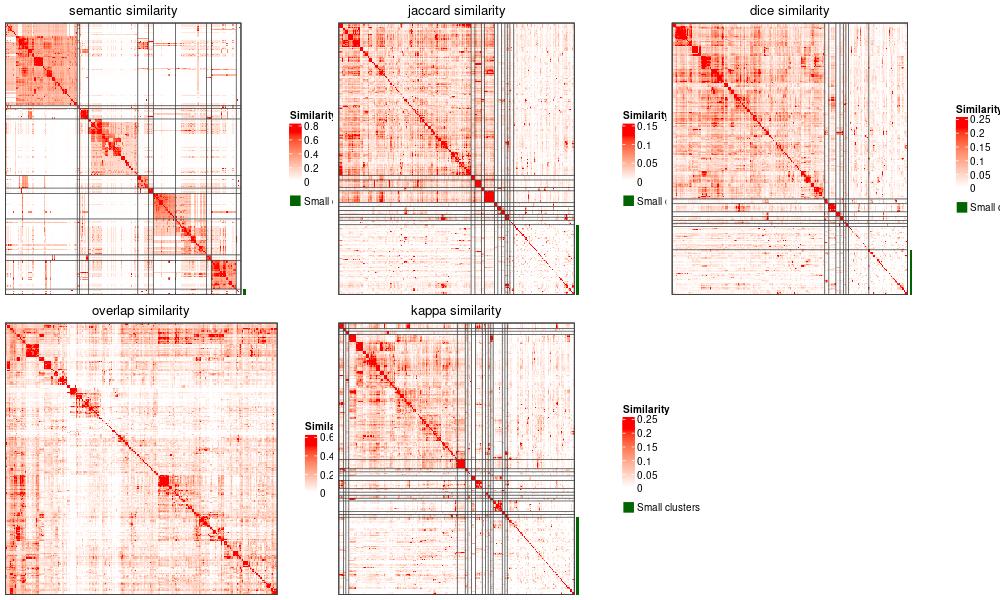 semantic similarity
Similarity
0.8
0.6
0.4
0.2
0
Small
jaccard similarity
Similarity
0.15
0.1
0.05
0
Small
dice similarity
Similarity
0.25
0.2
0.15
0.1
0.05
0
Small c
overlap similarity
Simila
0.6
0.4
0.2
0
kappa similarity
Similarity
0.25
0.2
0.15
0.1
0.05
0
Small clusters